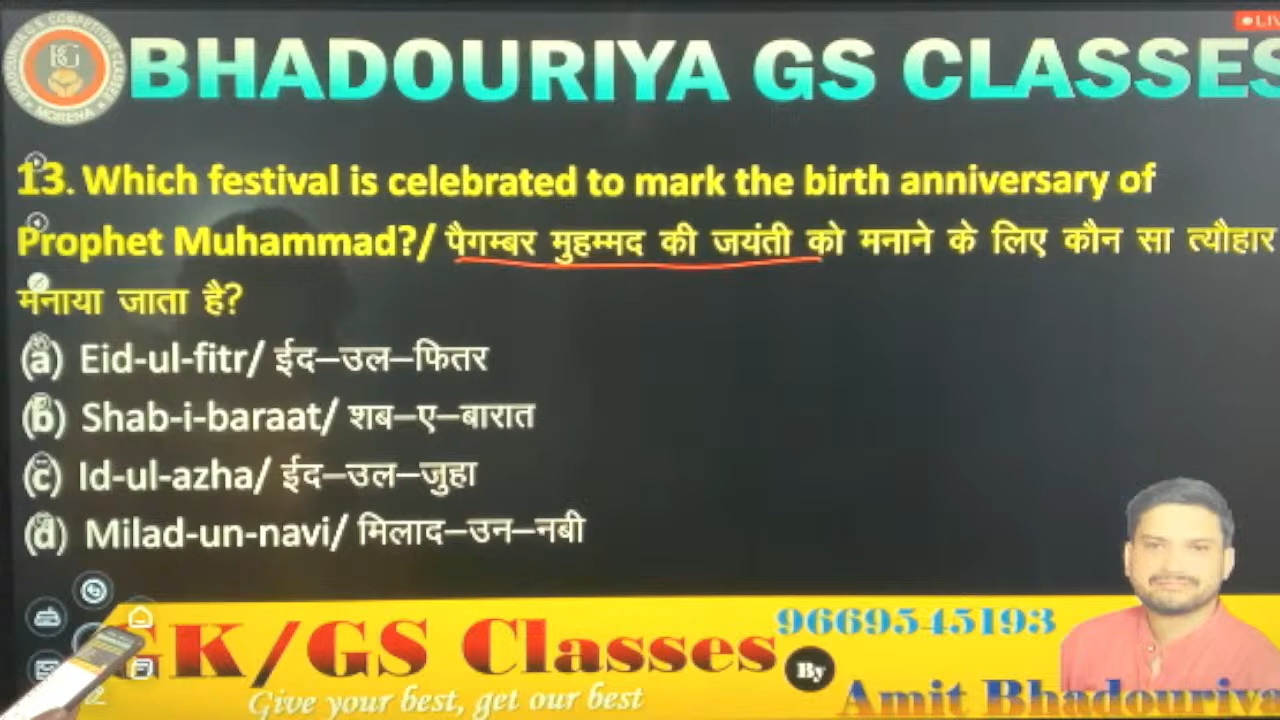 LIV
BHADOURIYA GS CLASSES
MORENA
13. Which festival is celebrated to mark the birth anniversary of
Prophet Muhammad?/ पैगम्बर मुहम्मद की जयंती को मनाने के लिए कौन सा त्यौहार
मनाया जाता है?
(a) Eid-ul-fitr/ ईद–उल–फितर
(b) Shab-i-baraat/ शब–ए–बारात
(c) Id-ul-azha/ ईद–उल–जुहा
(d) Milad-un-navi/ मिलाद–उन–नबी
GK/GS Classes
9669545193
Give your best, get our best
By
Amit Bhadouriya